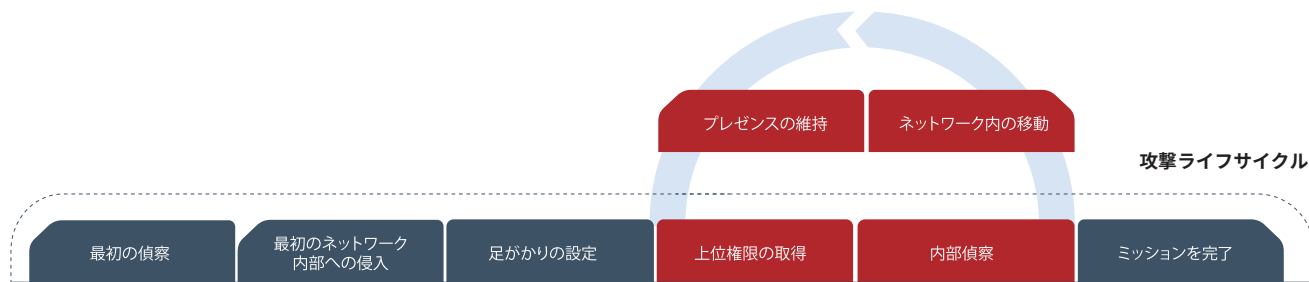 プレゼンスの維持
ネットワーク内の移動
攻撃ライフサイクル
最初の偵察
最初のネットワーク
内部への侵入
足がかりの設定
上位権限の取得
内部偵察
ミッションを完了